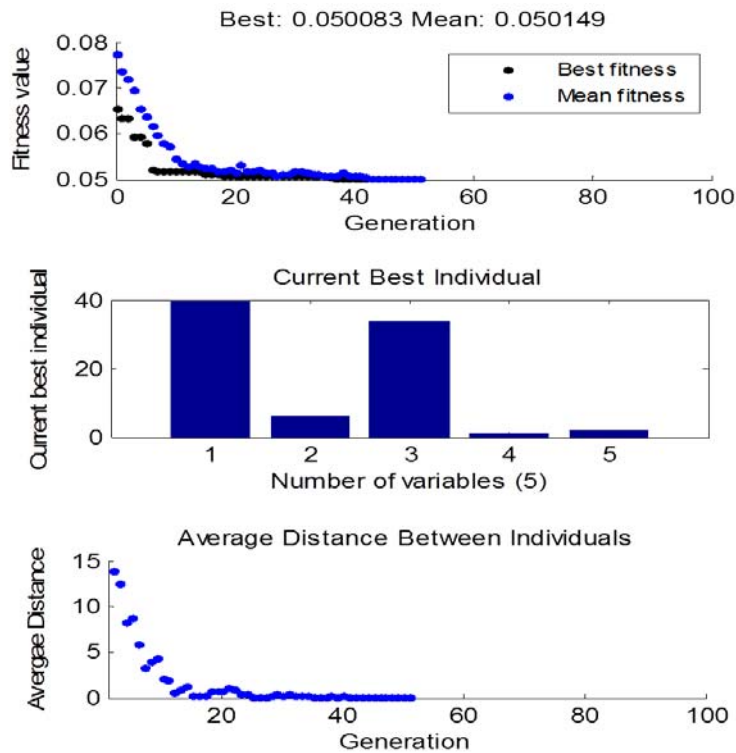 Best: 0.050083 Mean: 0.050149
Fitness value
0.08
0.07
0.06
0.05
Best fitness
Mean fitness
0 20 40 60 80 100
Generation
Current Best Individual
Current best individual
40
20
0
1 2 3 4 5
Number of variables (5)
Average Distance Between Individuals
Avergae Distance
15
10
5
0
20 40 60 80 100
Generation